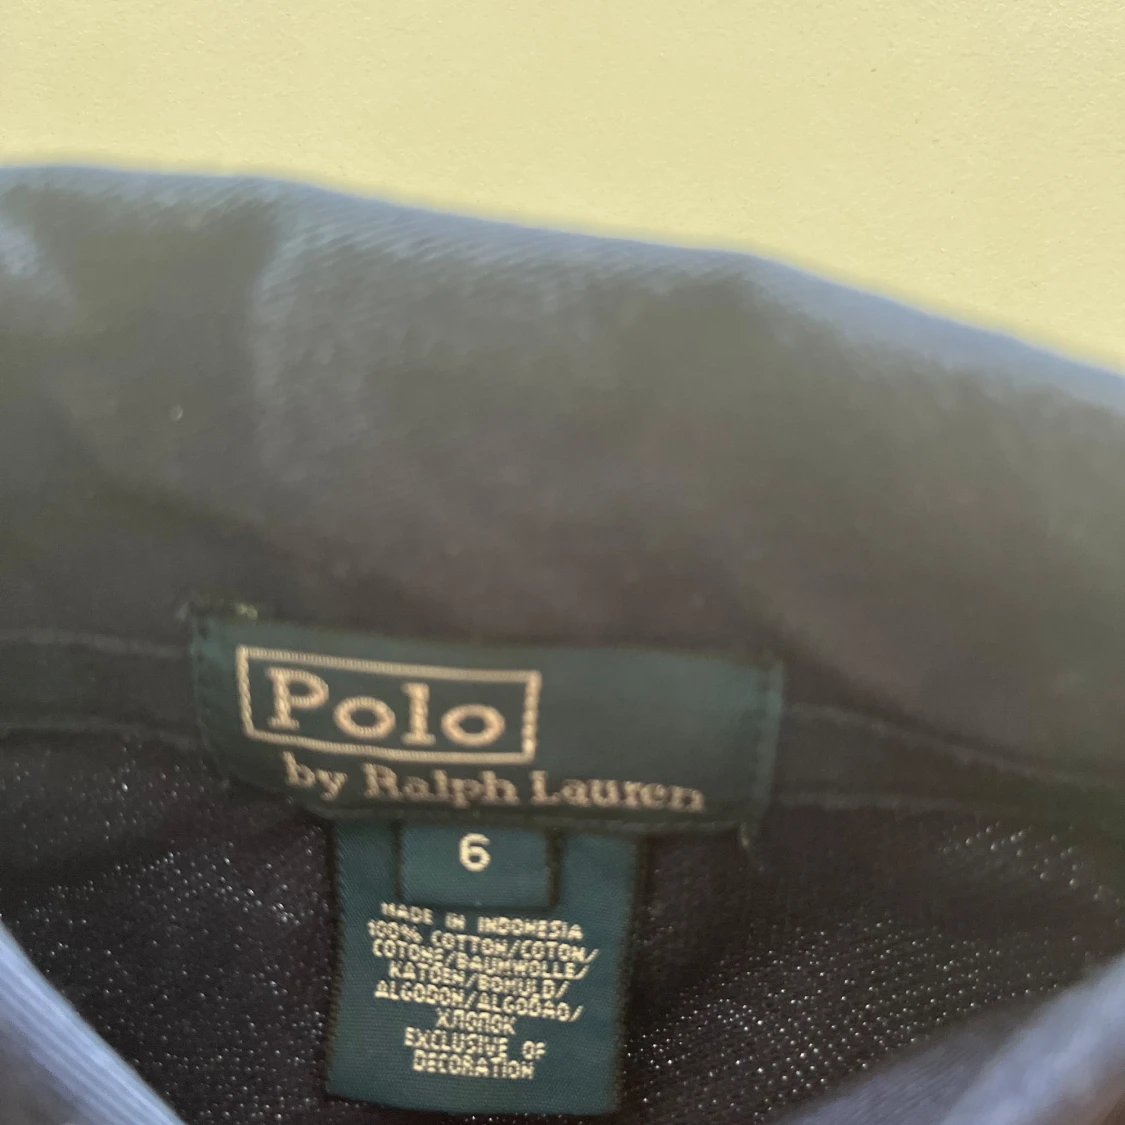 Polo
by Ralph Lauren
6
MADE IN INDONESIA
100% COTTON/COTON/
COTONE/BAUMWOLLE/
KATOEN/BOMULD/
ALGODON/ALGODÃO/
ХЛОПОК
EXCLUSIVE OF
DECORATION